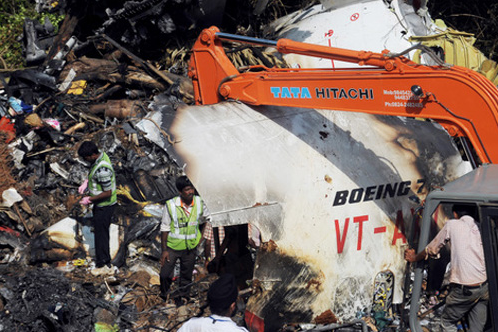 TATA HITACHI
BOEING 7
VT-A